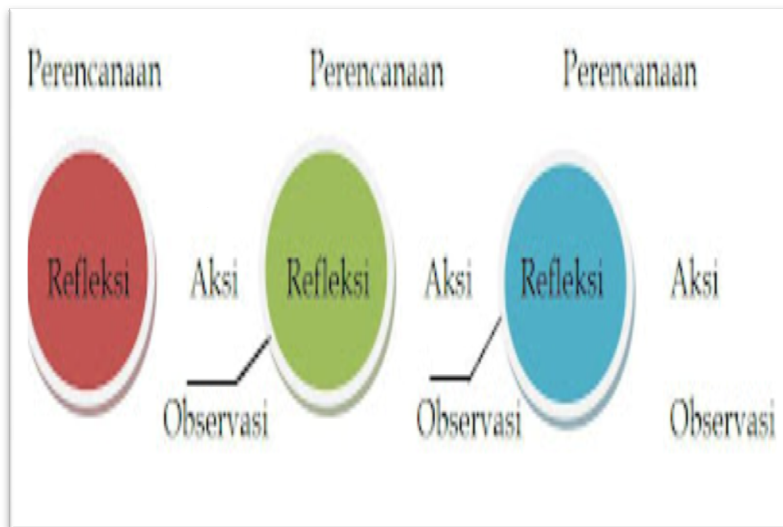 Perencanaan Perencanaan Perencanaan
Refleksi Aksi Refleksi Aksi Refleksi Aksi
Observasi Observasi Observasi